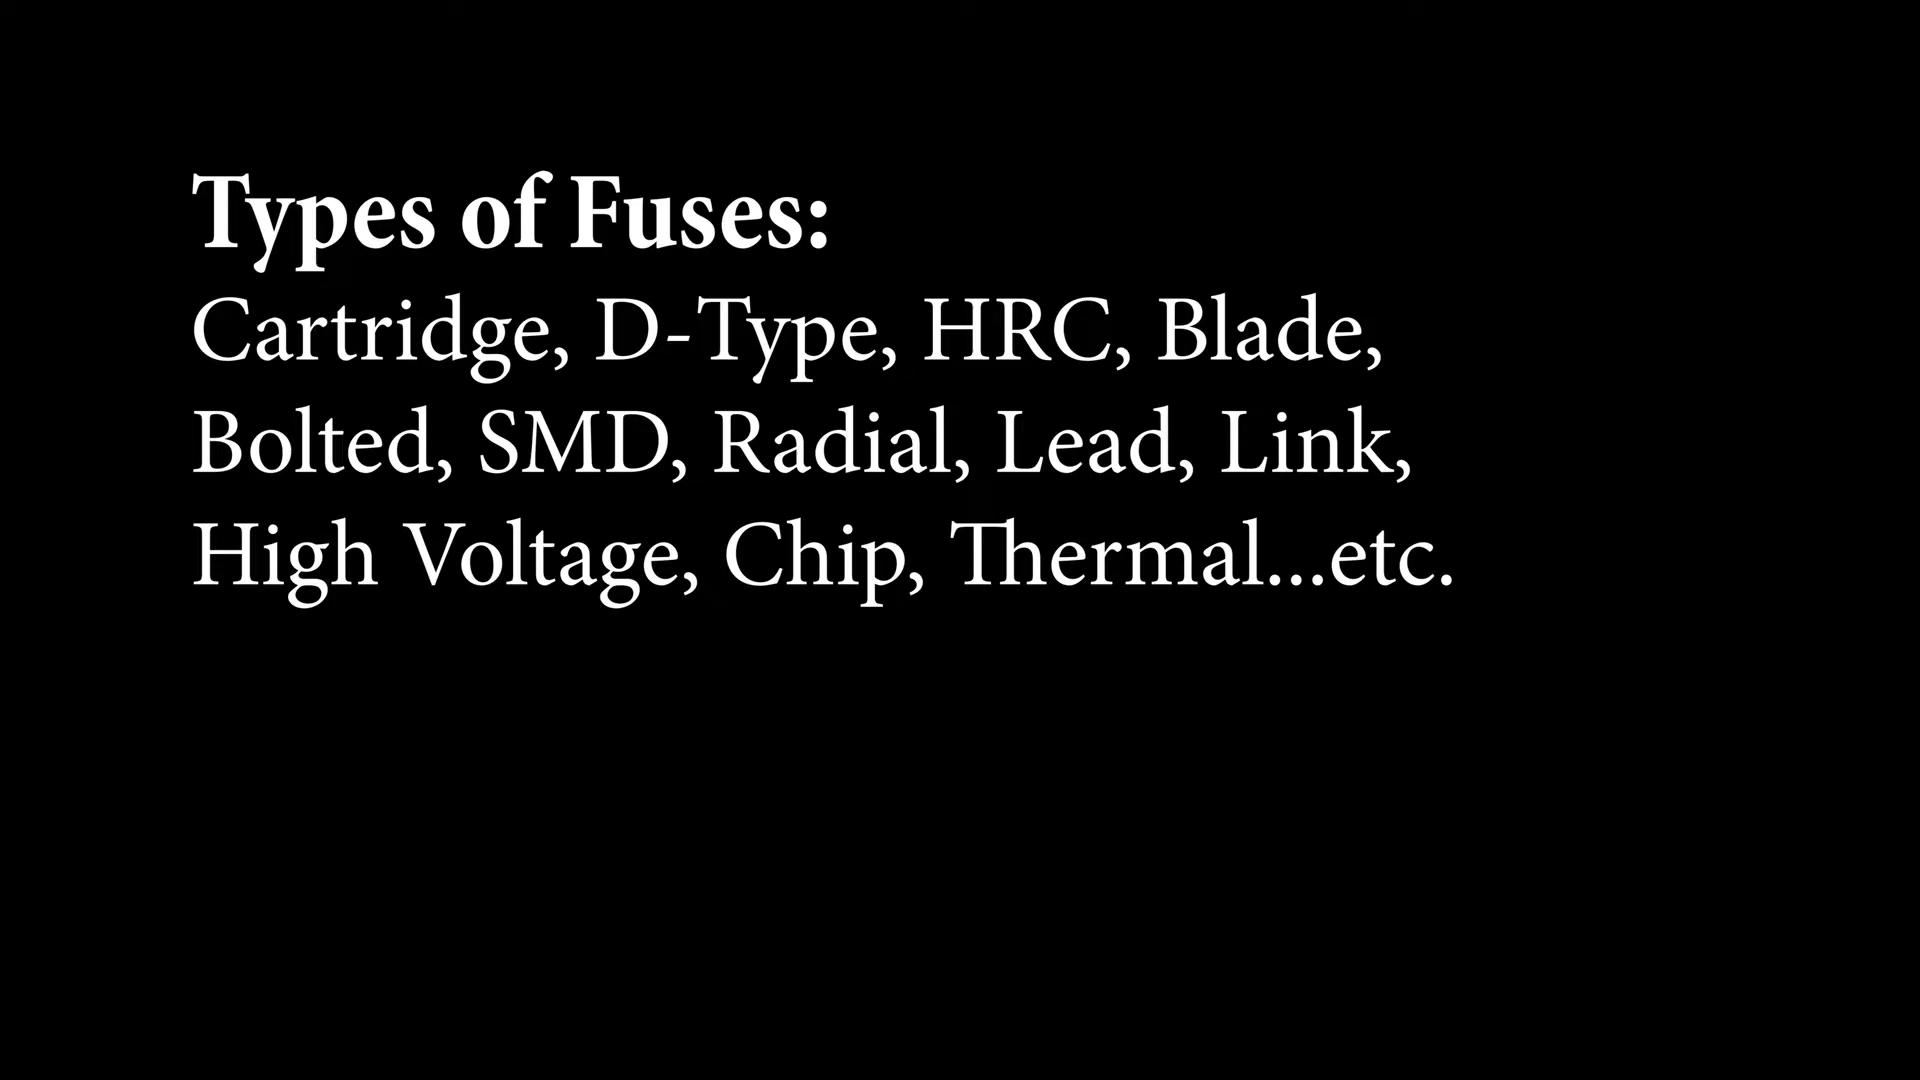 Types of Fuses:
Cartridge, D-Type, HRC, Blade,
Bolted, SMD, Radial, Lead, Link,
High Voltage, Chip, Thermal...etc.